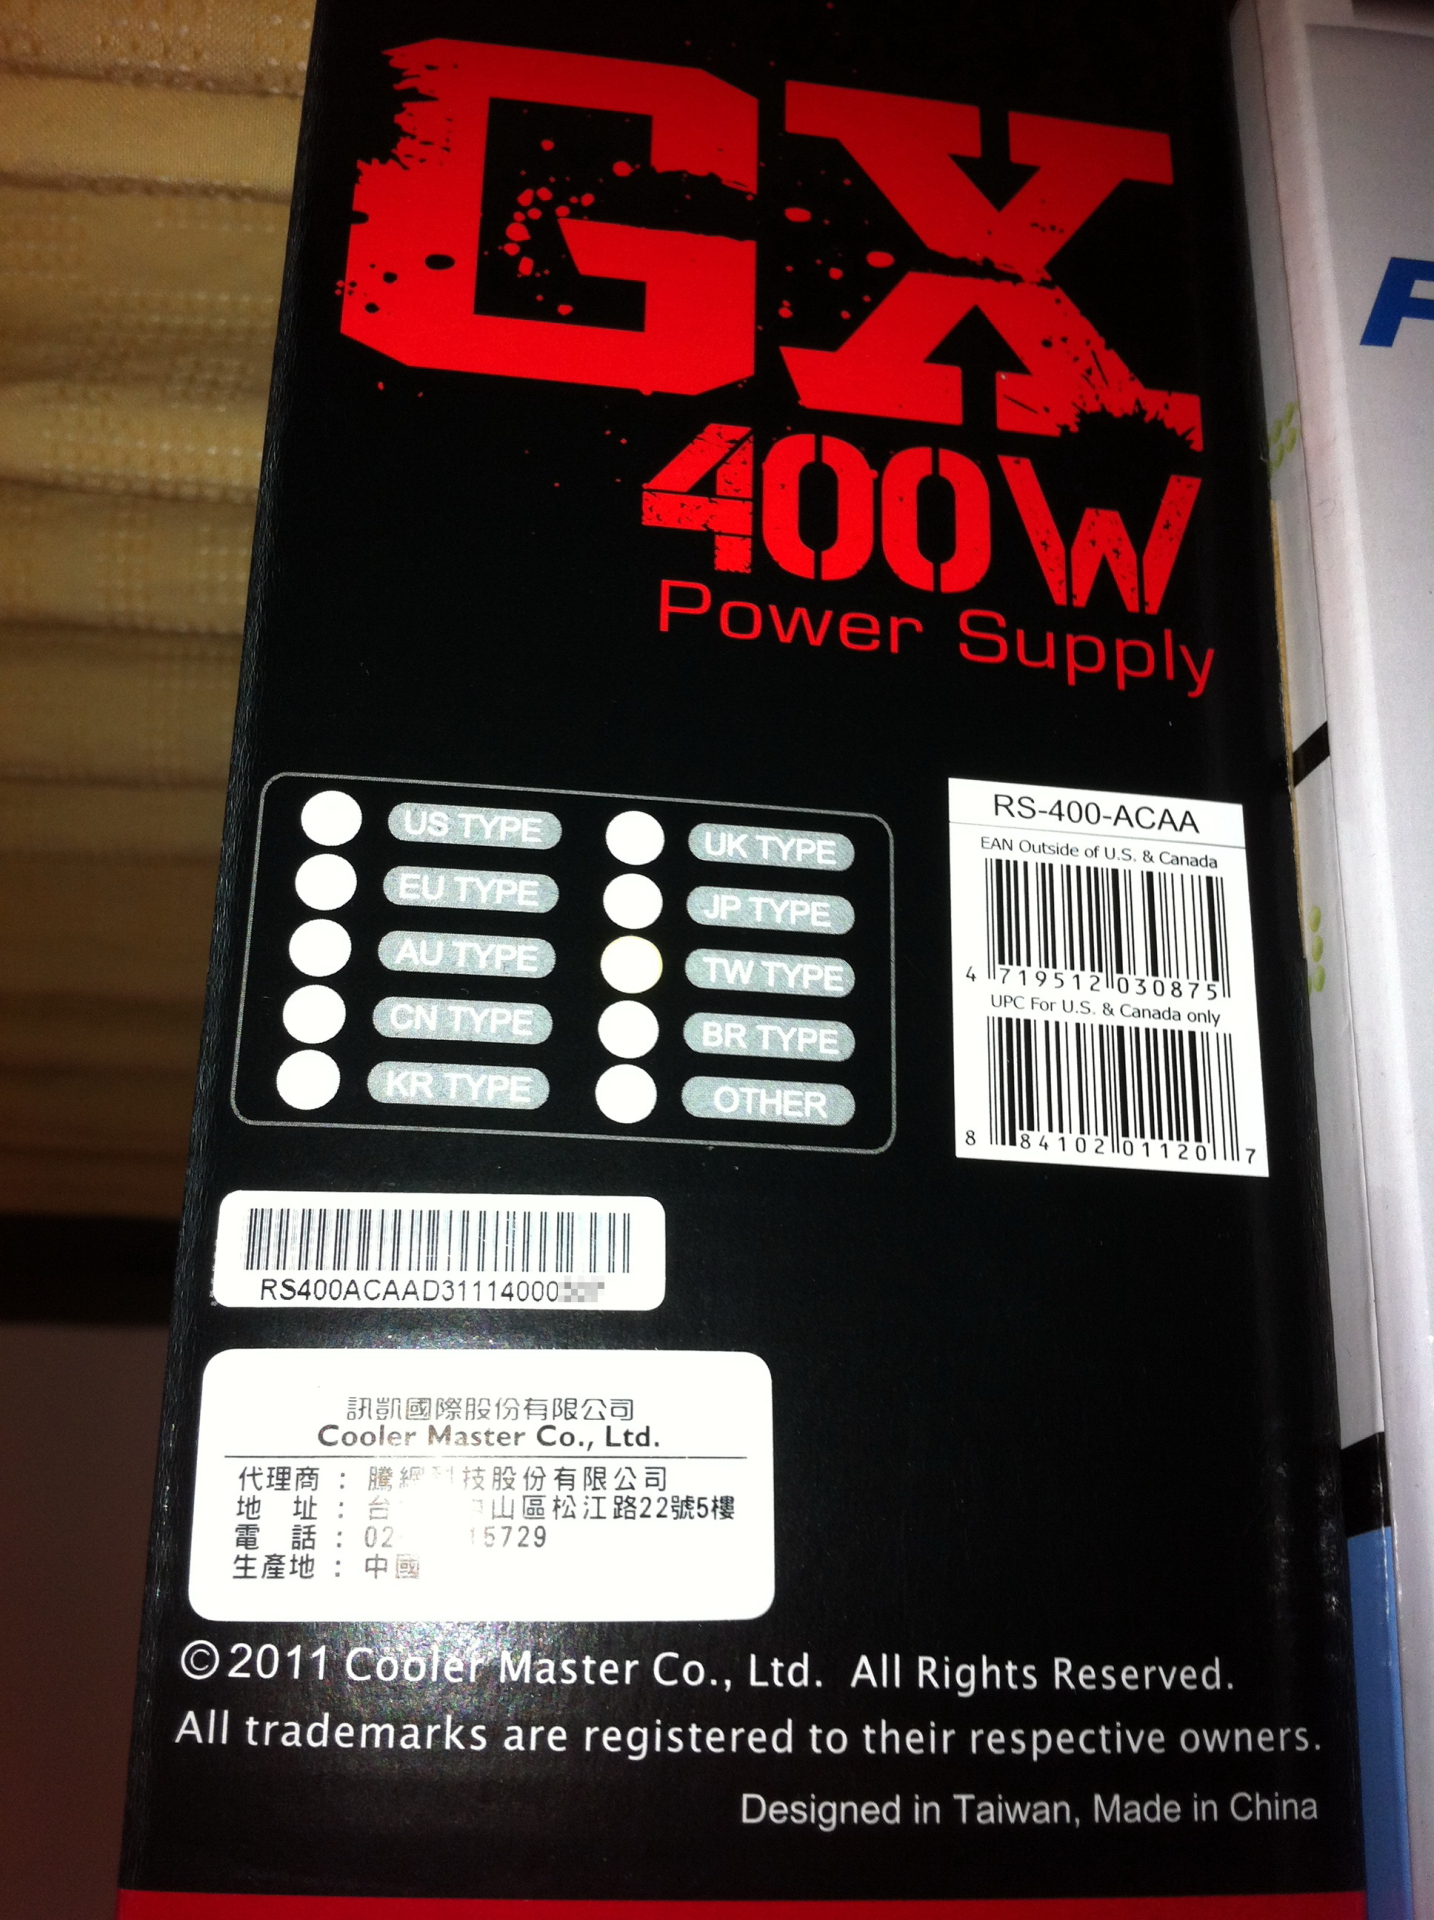 GX
400W
Power Supply
US TYPE
UK TYPE
EU TYPE
JP TYPE
AU TYPE
TW TYPE
CN TYPE
BR TYPE
KR TYPE
OTHER
RS-400-ACAA
EAN Outside of U.S. & Canada
4 719512 030875
UPC For U.S. & Canada only
8 84102 01120 7
RS400ACAAD31114000
訊凱國際股份有限公司
Cooler Master Co., Ltd.
代理商 : 騰網科技股份有限公司
地 址 : 台 山區松江路22號5樓
電 話 : 02 15729
生產地 : 中國
©2011 Cooler Master Co., Ltd. All Rights Reserved.
All trademarks are registered to their respective owners.
Designed in Taiwan, Made in China